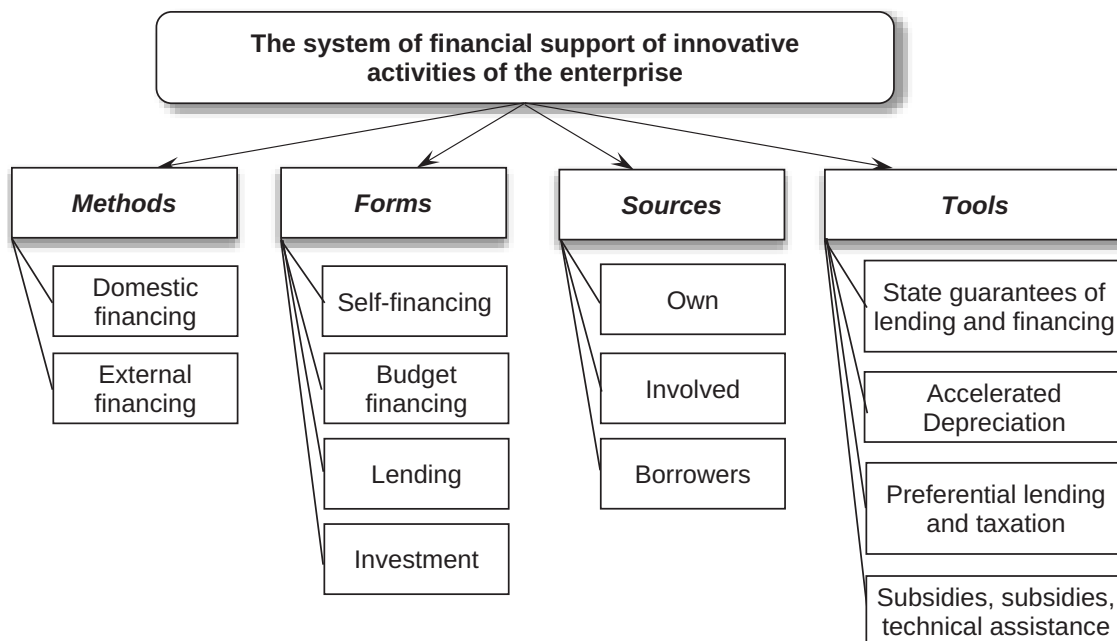 The system of financial support of innovative
activities of the enterprise
Methods
Forms
Sources
Tools
Domestic
financing
External
financing
Self-financing
Budget
financing
Lending
Investment
Own
Involved
Borrowers
State guarantees of
lending and financing
Accelerated
Depreciation
Preferential lending
and taxation
Subsidies, subsidies,
technical assistance